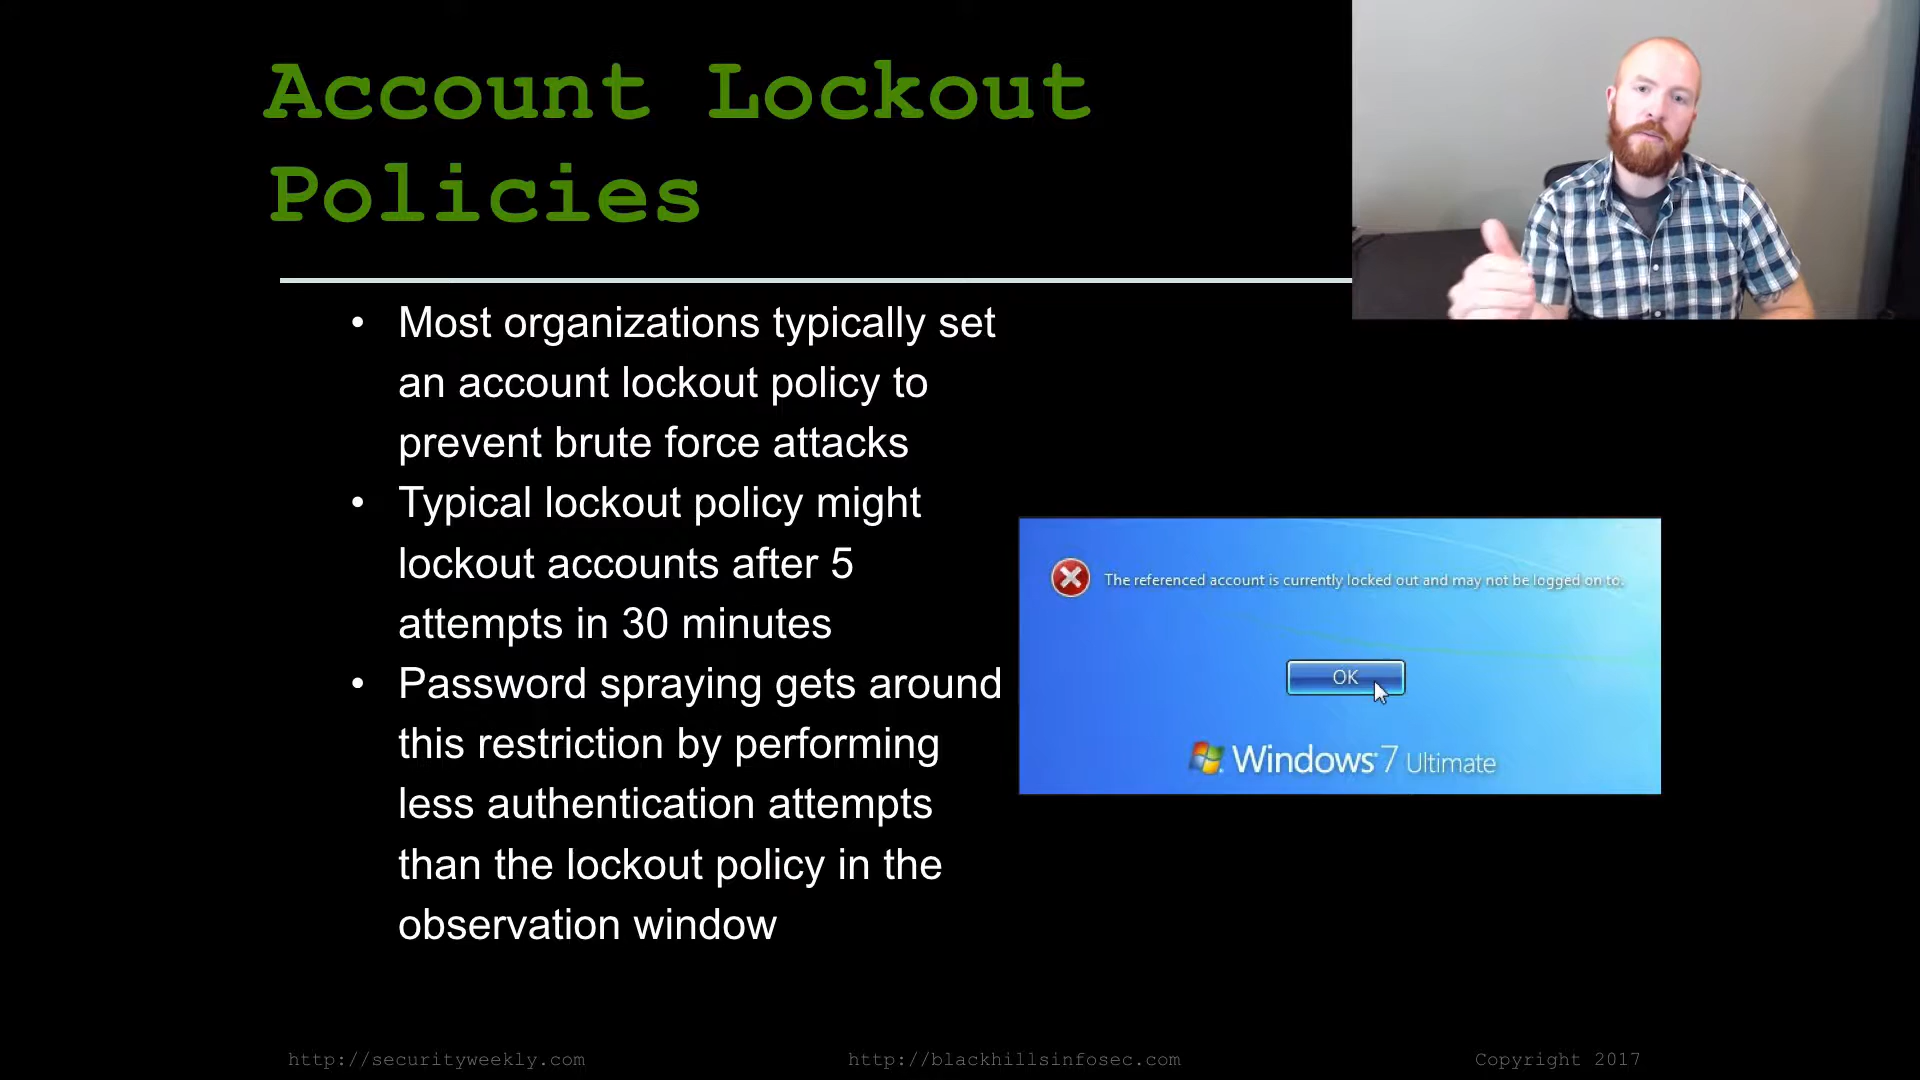 Account Lockout
Policies
• Most organizations typically set
an account lockout policy to
prevent brute force attacks
• Typical lockout policy might
lockout accounts after 5
attempts in 30 minutes
• Password spraying gets around
this restriction by performing
less authentication attempts
than the lockout policy in the
observation window
The referenced account is currently locked out and may not be logged on to.
OK
Windows 7 Ultimate
http://securityweekly.com
http://blackhillsinfosec.com
Copyright 2017